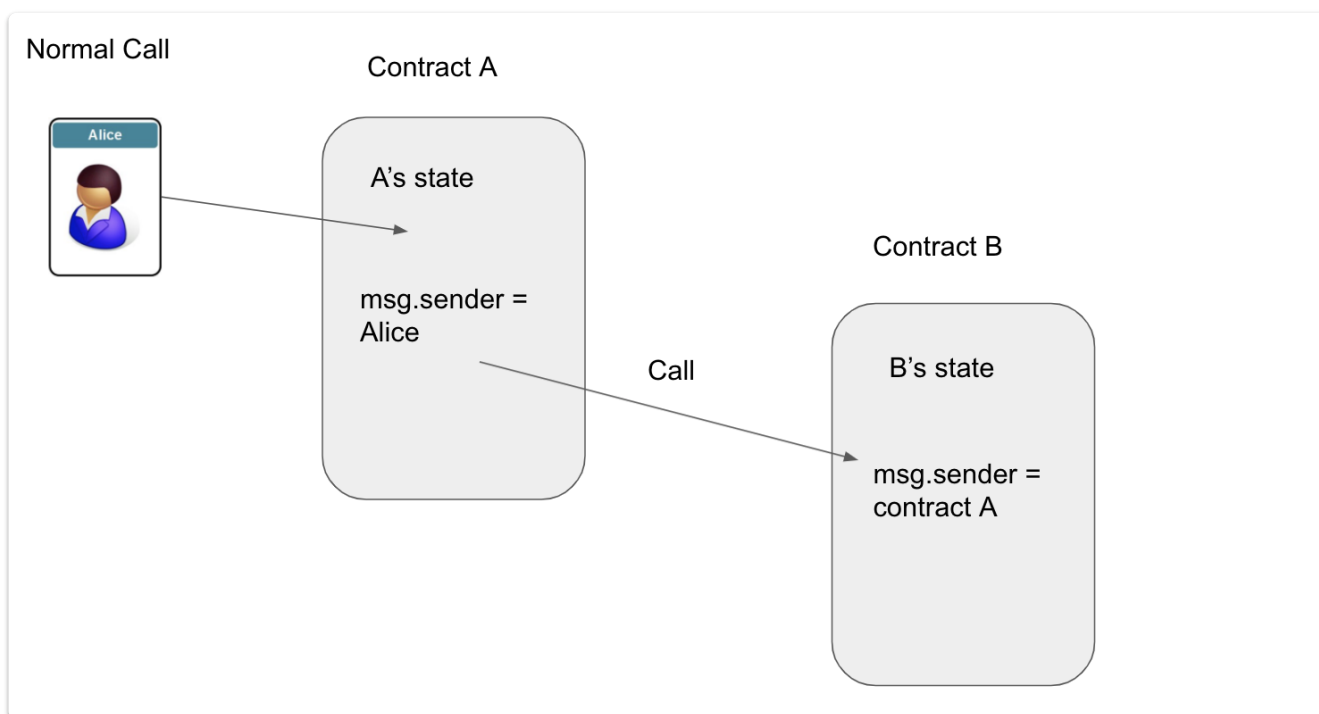 Normal Call
Contract A
Alice
A’s state
msg.sender =
Alice
Contract B
Call
B’s state
msg.sender =
contract A